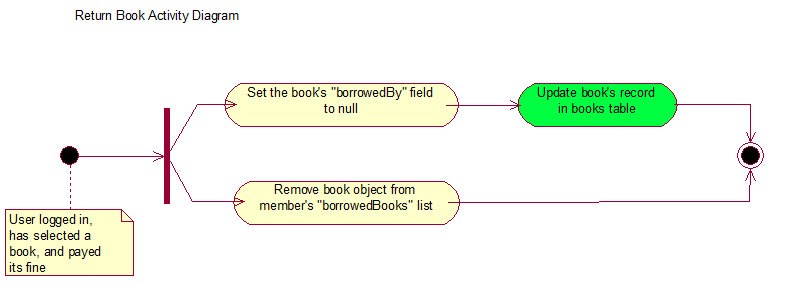 Return Book Activity Diagram
Set the book's "borrowedBy" field
to null
Update book's record
in books table
Remove book object from
member's "borrowedBooks" list
User logged in,
has selected a
book, and payed
its fine